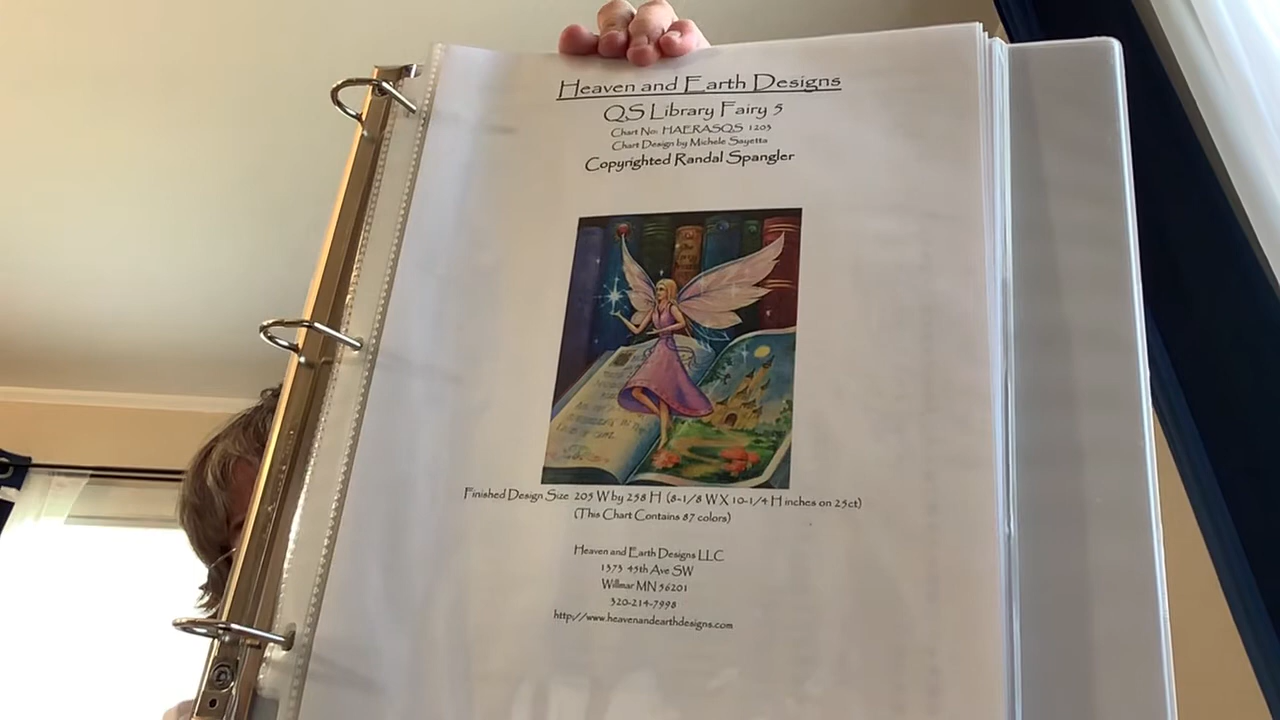 Heaven and Earth Designs
QS Library Fairy 5
Chart No: HAERASQS 1203
Chart Design by Michele Sayetta
Copyrighted Randal Spangler
Finished Design Size 205 W by 258 H (8-1/8 W X 10-1/4 H inches on 25ct)
(This Chart Contains 87 colors)
Heaven and Earth Designs LLC
1373 45th Ave SW
Willmar MN 56201
320-214-7998
http://www.heavenandearthdesigns.com